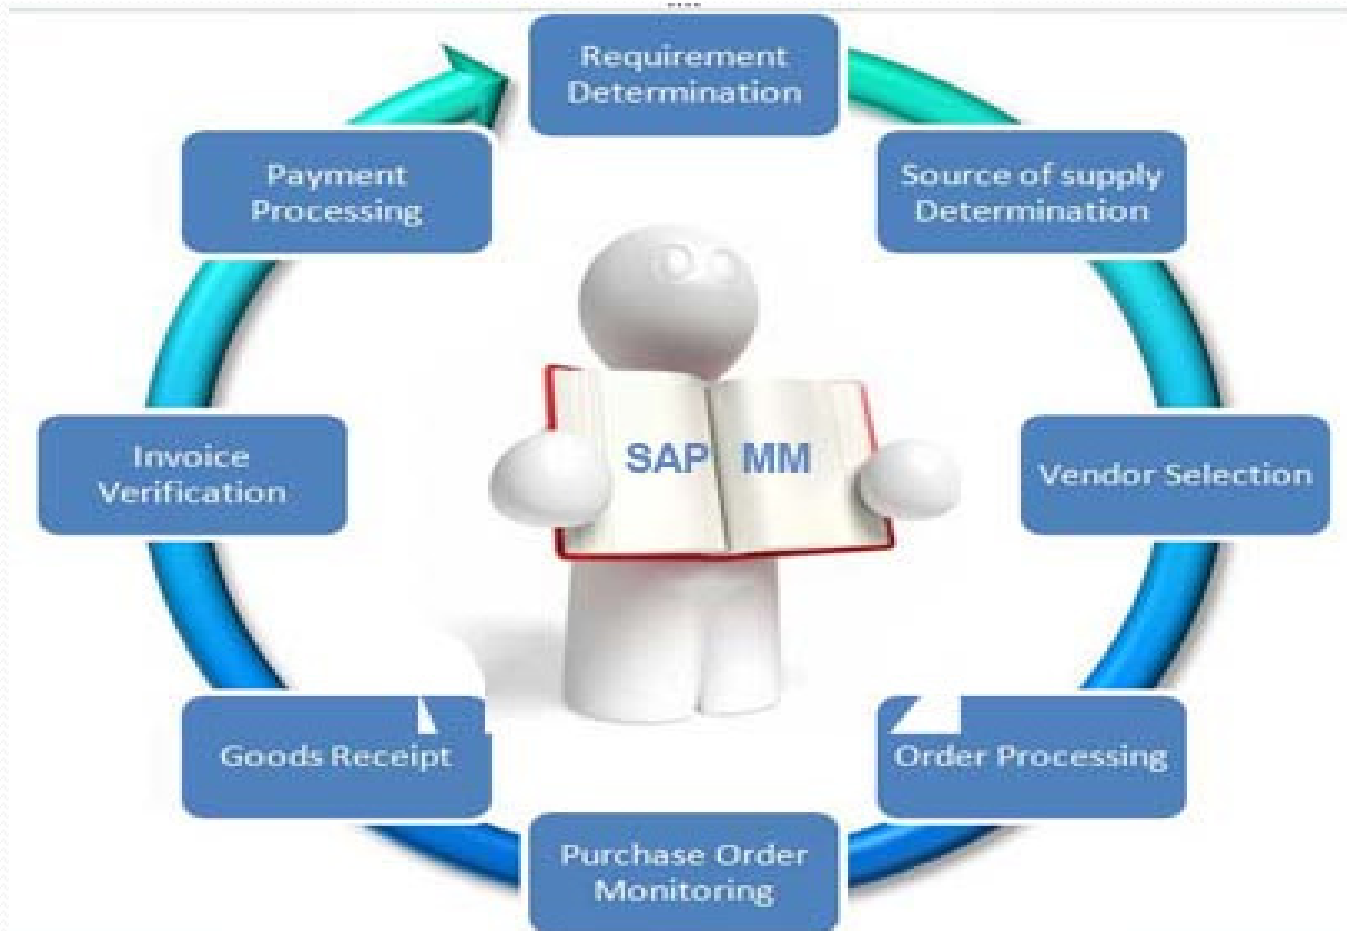 Requirement
Determination
Source of supply
Determination
Vendor Selection
Order Processing
Purchase Order
Monitoring
Goods Receipt
Invoice
Verification
Payment
Processing
SAP MM